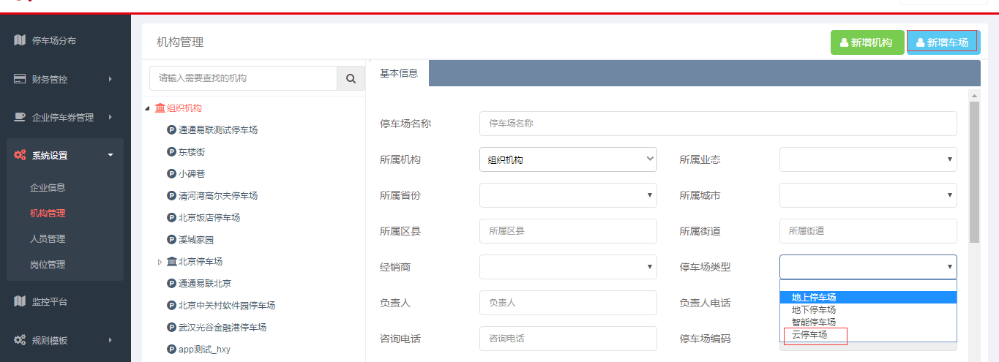 停车场分布
财务管控
企业停车券管理
系统设置
企业信息
机构管理
人员管理
岗位管理
监控平台
规则模板
机构管理
新增机构
新增车场
请输入需要查找的机构
组织机构
通通易联测试停车场
东楼街
小碑巷
清河湾高尔夫停车场
北京饭店停车场
溪城家园
北京停车场
通通易联北京
北京中关村软件园停车场
武汉光谷金融港停车场
app测试_hxy
基本信息
停车场名称 停车场名称
所属机构 组织机构 所属业态
所属省份 所属城市
所属区县 所属区县 所属街道 所属街道
经销商 停车场类型
地上停车场
地下停车场
智能停车场
云停车场
负责人 负责人 负责人电话
咨询电话 咨询电话 停车场编码